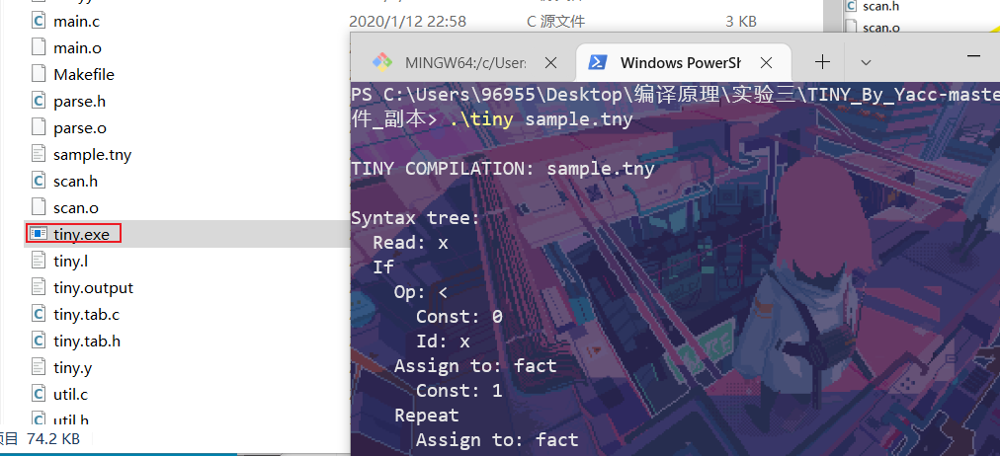 main.c
2020/1/12 22:58
C 源文件
3 KB
main.o
Makefile
parse.h
parse.o
sample.tny
scan.h
scan.o
tiny.exe
tiny.l
tiny.output
tiny.tab.c
tiny.tab.h
tiny.y
util.c
util.h
项目 74.2 KB
scan.h
scan.o
MINGW64:/c/User:
Windows PowerSh
PS C:\Users\96955\Desktop\编译原理\实验三\TINY_By_Yacc-maste
件_副本> .\tiny sample.tny
TINY COMPILATION: sample.tny
Syntax tree:
Read: x
If
Op: <
Const: 0
Id: x
Assign to: fact
Const: 1
Repeat
Assign to: fact